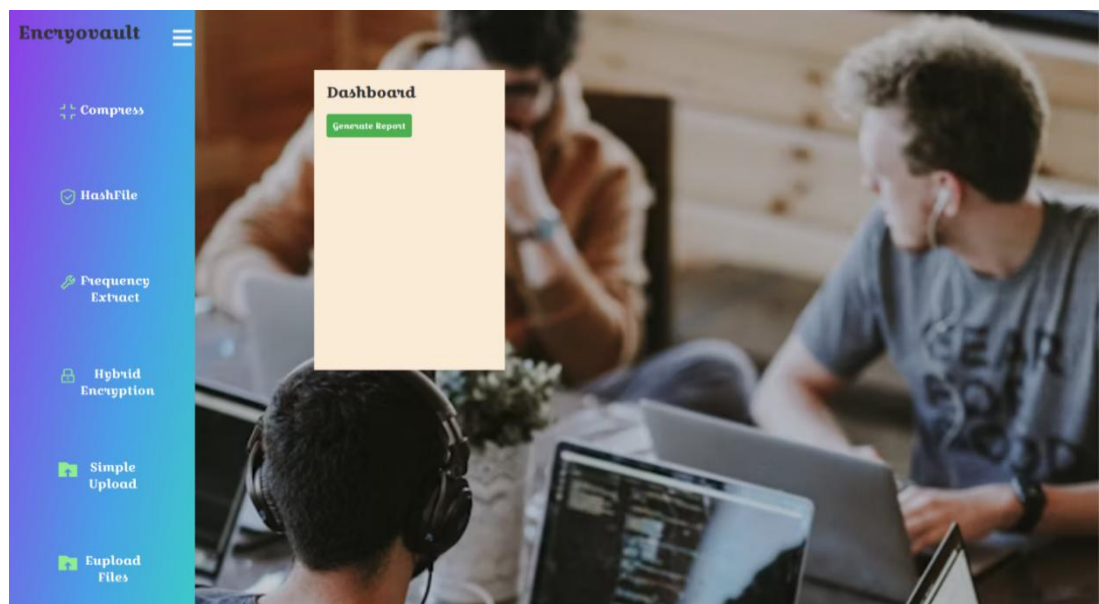 Encryovault
Compress
HashFile
Frequency
Extract
Hybrid
Encryption
Simple
Upload
Eupload
Files
Dashboard
Generate Report